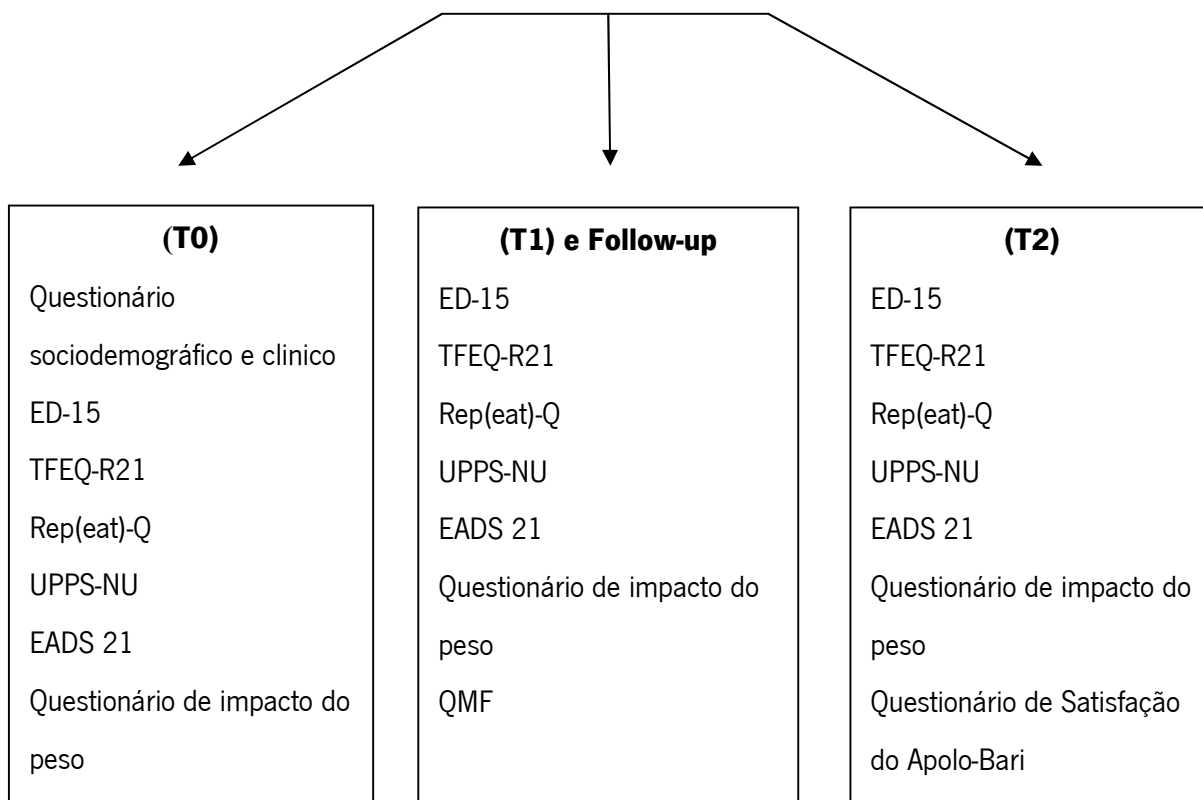 (T0)
Questionário
sociodemográfico e clinico
ED-15
TFEQ-R21
Rep(eat)-Q
UPPS-NU
EADS 21
Questionário de impacto do
peso
(T1) e Follow-up
ED-15
TFEQ-R21
Rep(eat)-Q
UPPS-NU
EADS 21
Questionário de impacto do
peso
QMF
(T2)
ED-15
TFEQ-R21
Rep(eat)-Q
UPPS-NU
EADS 21
Questionário de impacto do
peso
Questionário de Satisfação
do Apolo-Bari